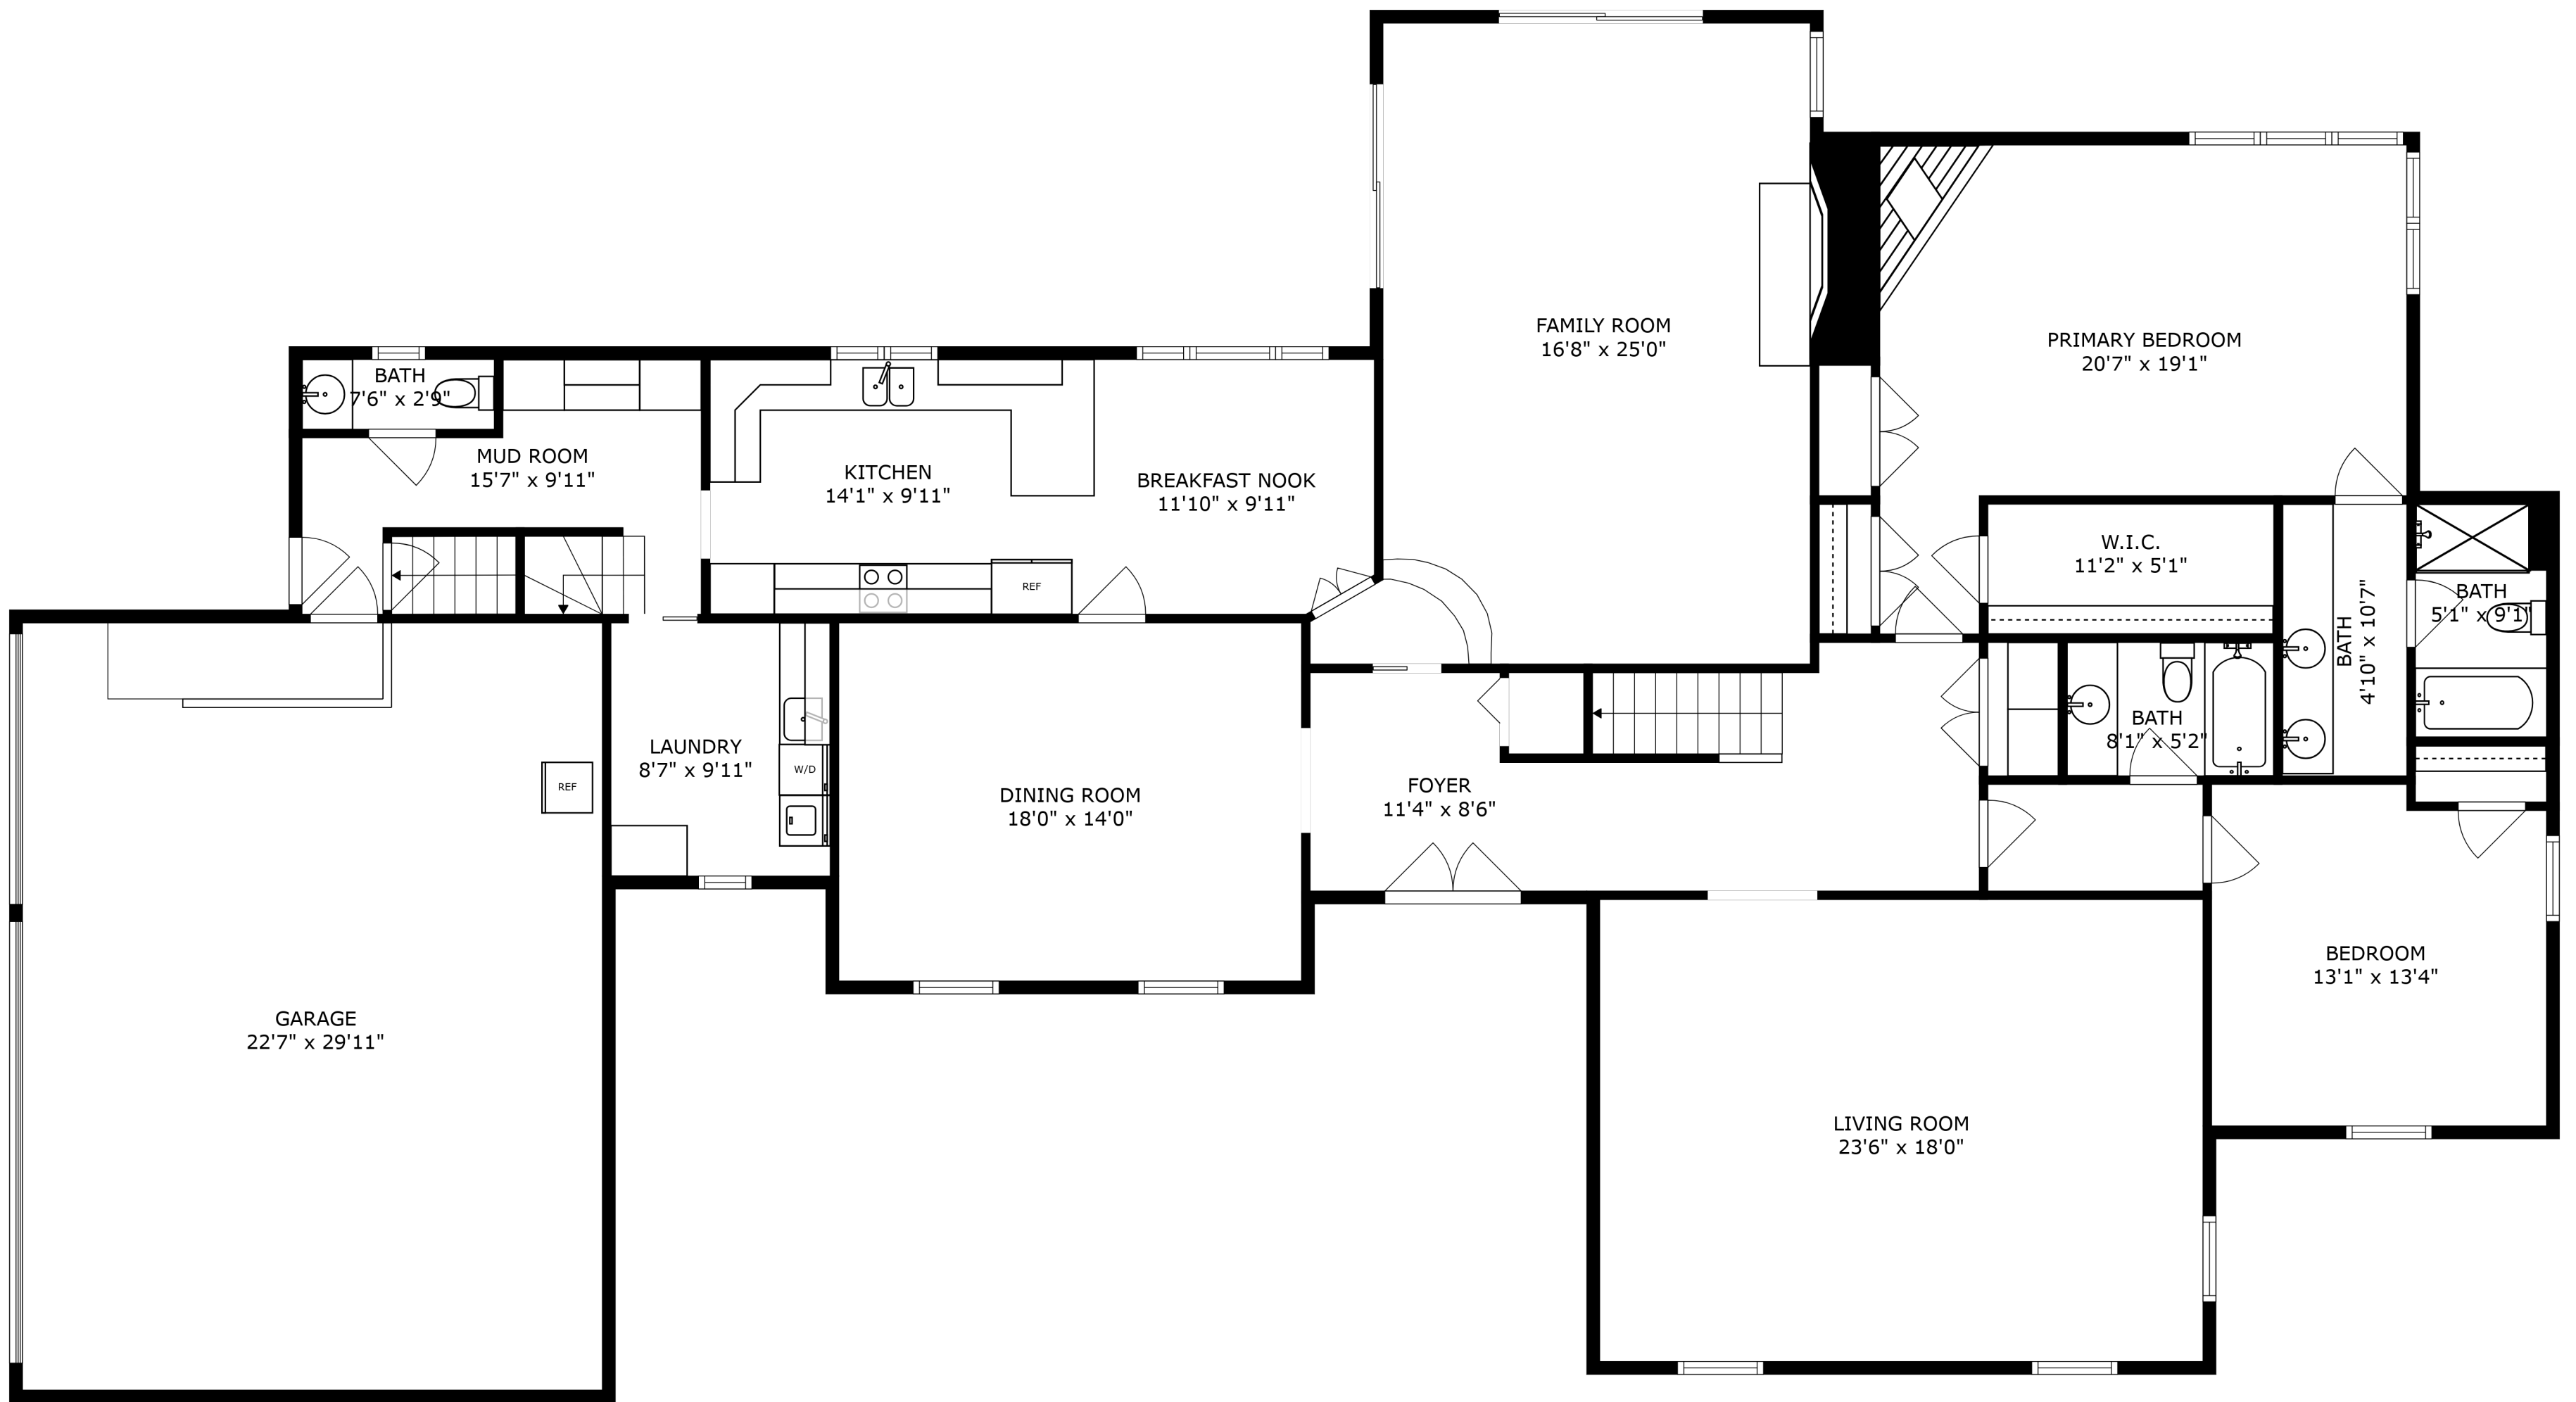 FAMILY ROOM
16'8" x 25'0"
PRIMARY BEDROOM
20'7" x 19'1"
BATH
7'6" x 2'9"
MUD ROOM
15'7" x 9'11"
KITCHEN
14'1" x 9'11"
BREAKFAST NOOK
11'10" x 9'11"
REF
W.I.C.
11'2" x 5'1"
BATH
4'10" x 10'7"
BATH
5'1" x 9'1"
BATH
8'1" x 5'2"
LAUNDRY
8'7" x 9'11"
W/D
REF
DINING ROOM
18'0" x 14'0"
FOYER
11'4" x 8'6"
BEDROOM
13'1" x 13'4"
GARAGE
22'7" x 29'11"
LIVING ROOM
23'6" x 18'0"